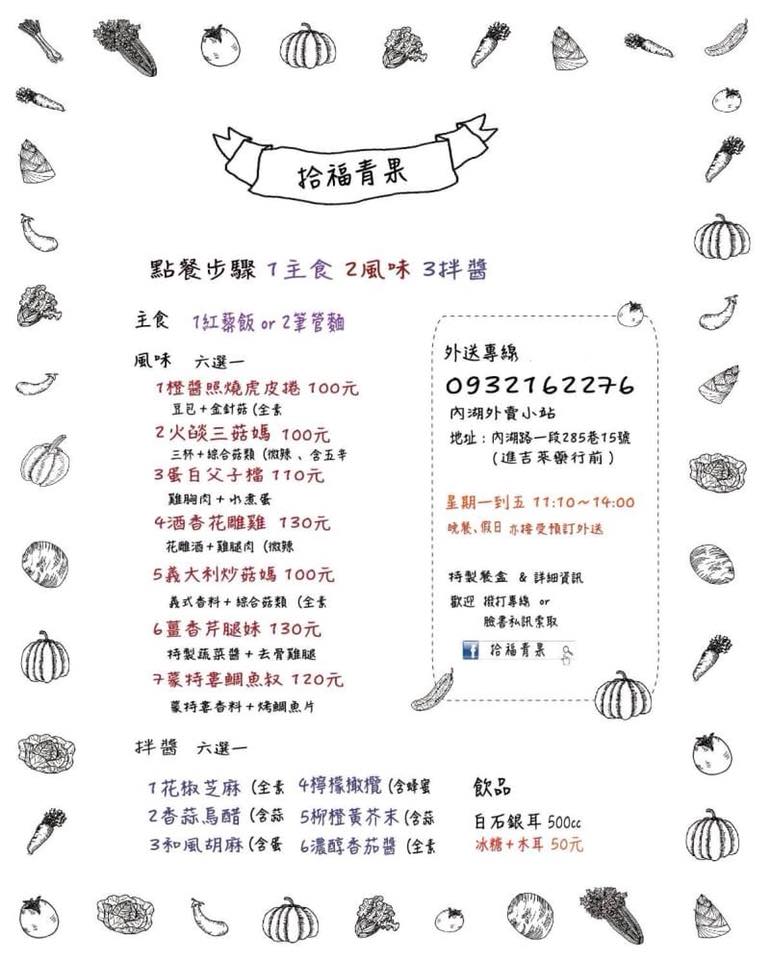 拾福青果
點餐步驟 1主食 2風味 3拌醬
主食 1紅藜飯 or 2筆管麵
風味 六選一
1橙醬照燒虎皮捲 100元
豆包+金針菇(全素
2火燄三菇媽 100元
三杯+綜合菇類(微辣、含五辛
3蛋白父子檔 110元
雞胸肉+水煮蛋
4酒香花雕雞 130元
花雕酒+雞腿肉(微辣
5義大利炒菇媽 100元
義式香料+綜合菇類(全素
6薑香芹腿妹 130元
特製蔬菜醬+去骨雞腿
7蒙特婁鯛魚叔 120元
蒙特婁香料+烤鯛魚片
外送專線
0932162276
內湖外賣小站
地址：內湖路一段285巷15號
(進吉萊藥行前)
星期一到五 11:10~14:00
晚餐、假日 亦接受預訂外送
特製餐盒 & 詳細資訊
歡迎 撥打專線 or
臉書私訊索取
f 拾福青果
拌醬 六選一
1花椒芝麻(全素
2香蒜烏醋(含蒜
3和風胡麻(含蛋
4檸檬橄欖(含蜂蜜
5柳橙黃芥末(含蒜
6濃醇香茄醬(全素
飲品
白石銀耳 500cc
冰糖+木耳 50元